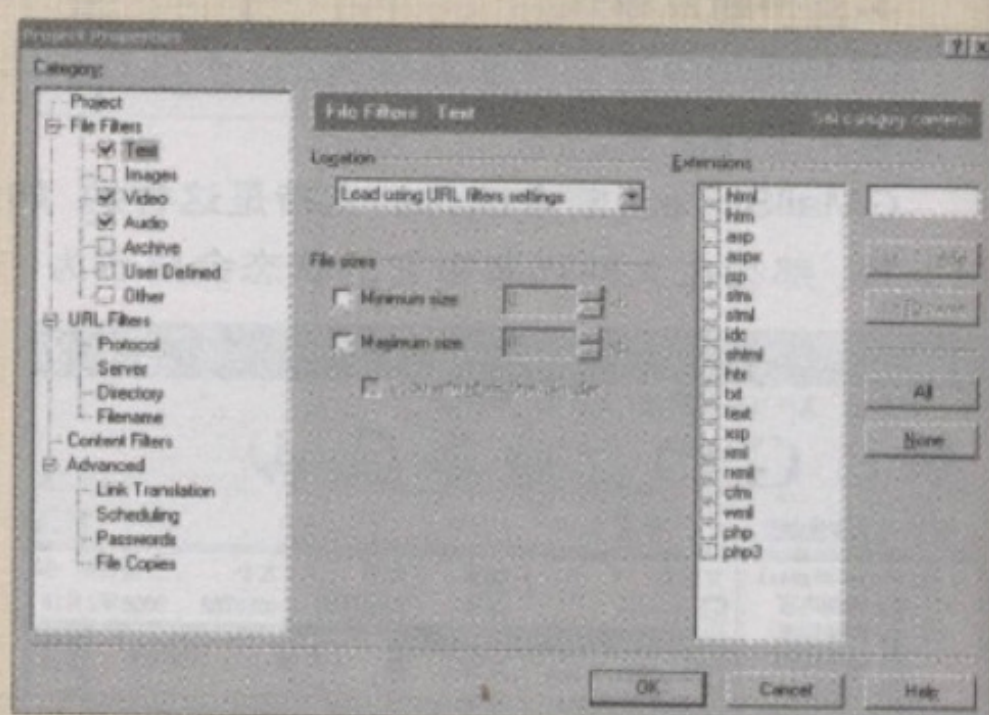 Project Properties
Category:
Project
File Filters
Text
Images
Video
Audio
Archive
User Defined
Other
URL Filters
Protocol
Server
Directory
Filename
Content Filters
Advanced
Link Translation
Scheduling
Passwords
File Copies
File Filters Text
Location
Load using URL filters settings
File sizes
Minimum size:
Maximum size:
Extensions
html
htm
asp
aspx
jsp
stm
stml
idc
shtml
htx
txt
text
xsp
xml
rxml
cfm
wml
php
php3
All
None
OK
Cancel
Help